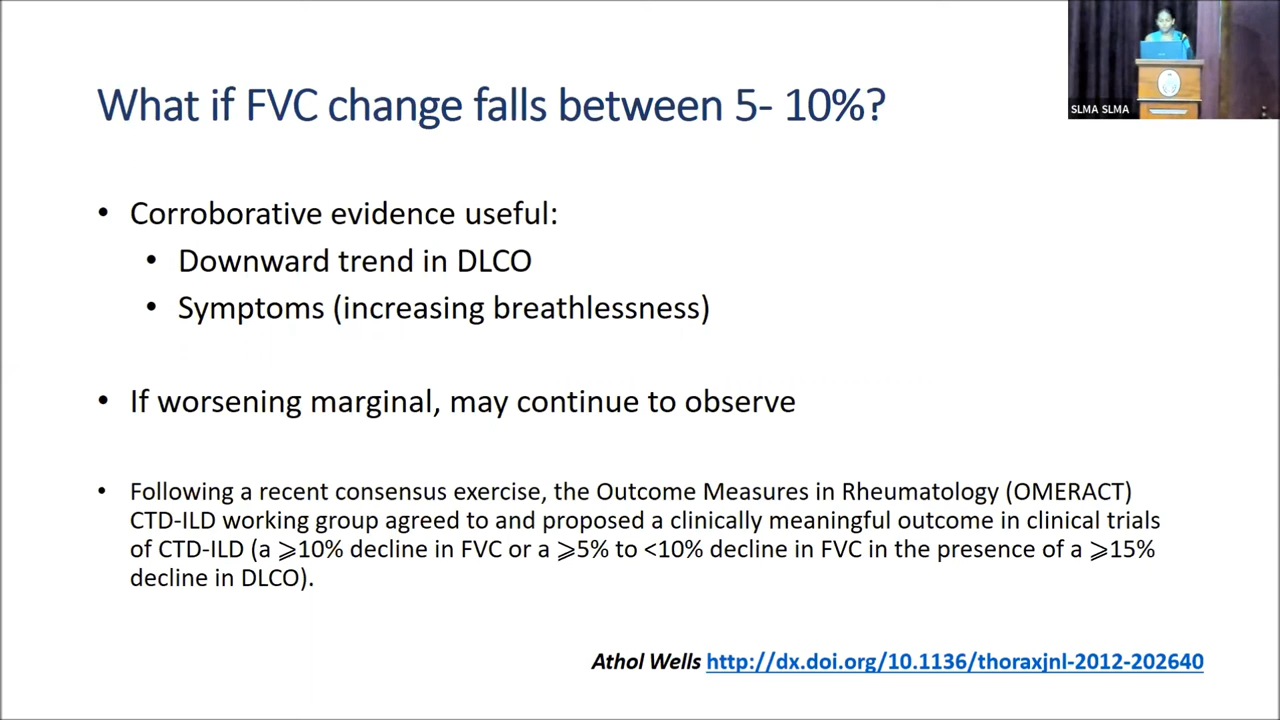 What if FVC change falls between 5- 10%?
SLMA SLMA
• Corroborative evidence useful:
• Downward trend in DLCO
• Symptoms (increasing breathlessness)
• If worsening marginal, may continue to observe
• Following a recent consensus exercise, the Outcome Measures in Rheumatology (OMERACT)
CTD-ILD working group agreed to and proposed a clinically meaningful outcome in clinical trials
of CTD-ILD (a ⩾10% decline in FVC or a ⩾5% to <10% decline in FVC in the presence of a ⩾15%
decline in DLCO).
Athol Wells http://dx.doi.org/10.1136/thoraxjnl-2012-202640